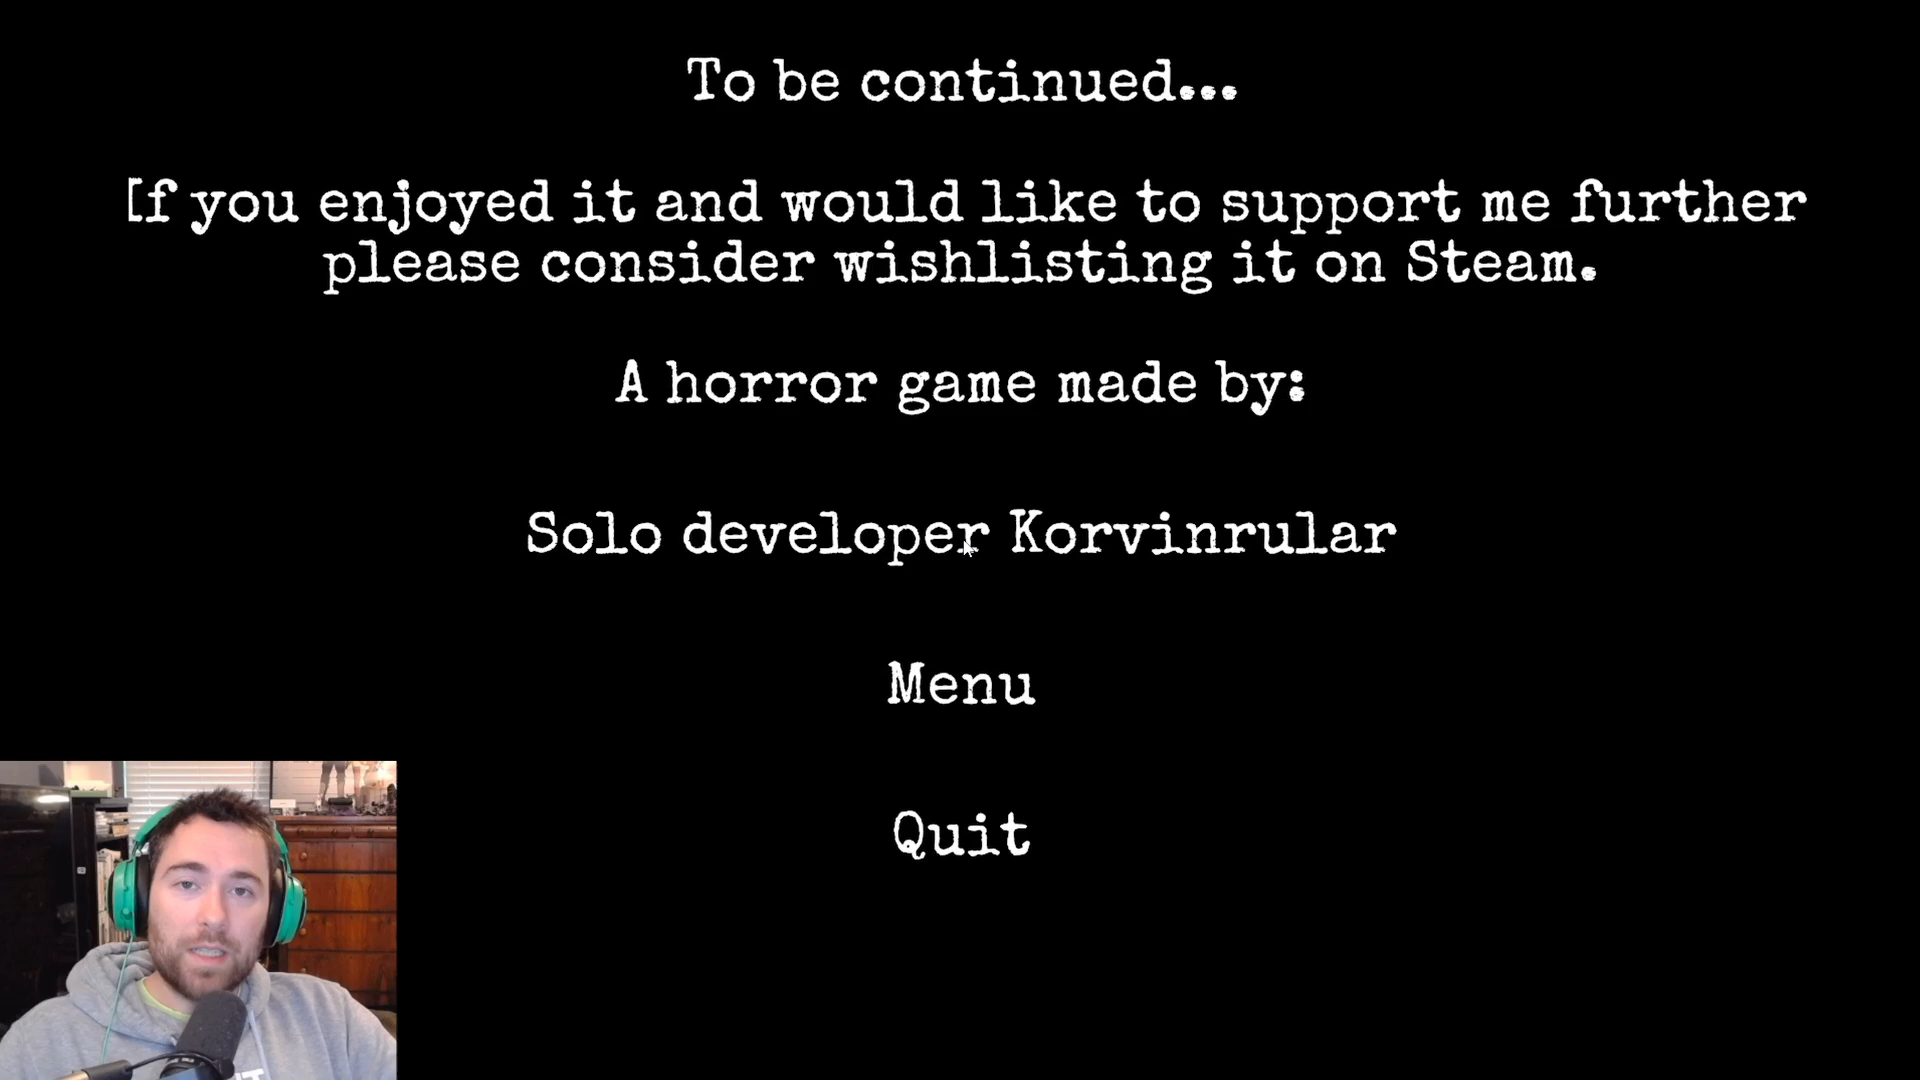 To be continued...
If you enjoyed it and would like to support me further
please consider wishlisting it on Steam.
A horror game made by:
Solo developer Korvinrular
Menu
Quit